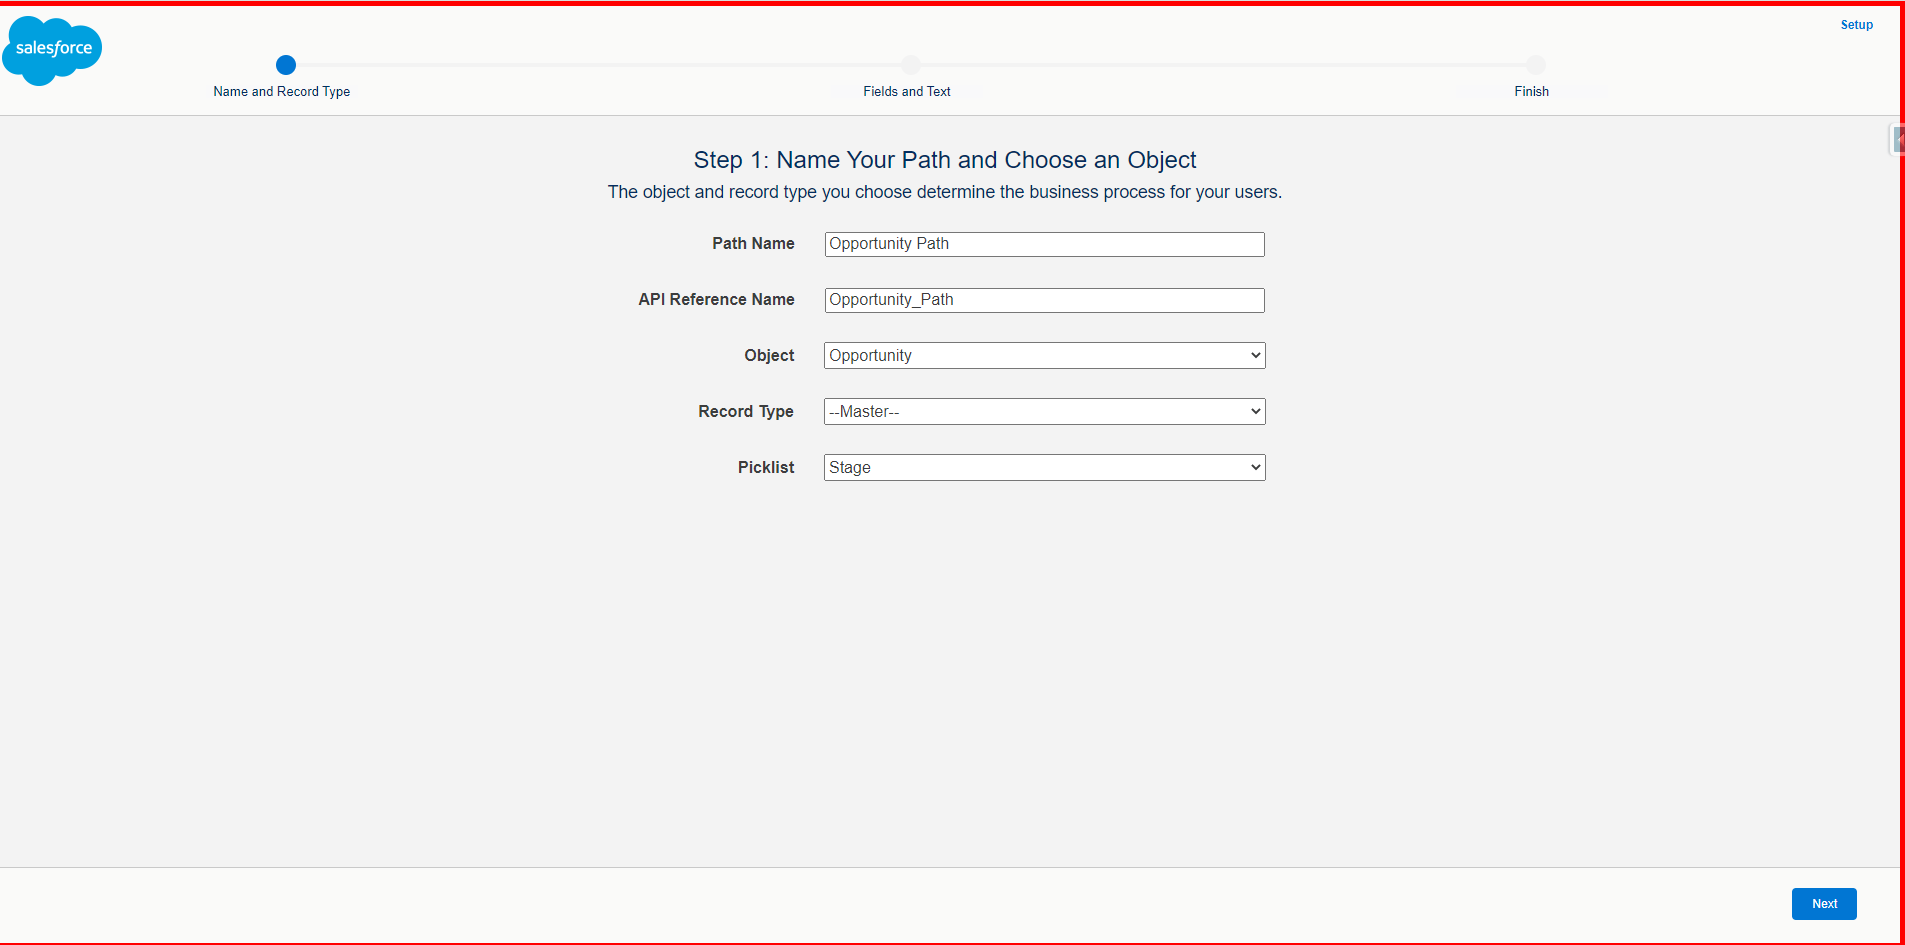 salesforce
Setup
Name and Record Type
Fields and Text
Finish
Step 1: Name Your Path and Choose an Object
The object and record type you choose determine the business process for your users.
Path Name
Opportunity Path
API Reference Name
Opportunity_Path
Object
Opportunity
Record Type
--Master--
Picklist
Stage
Next